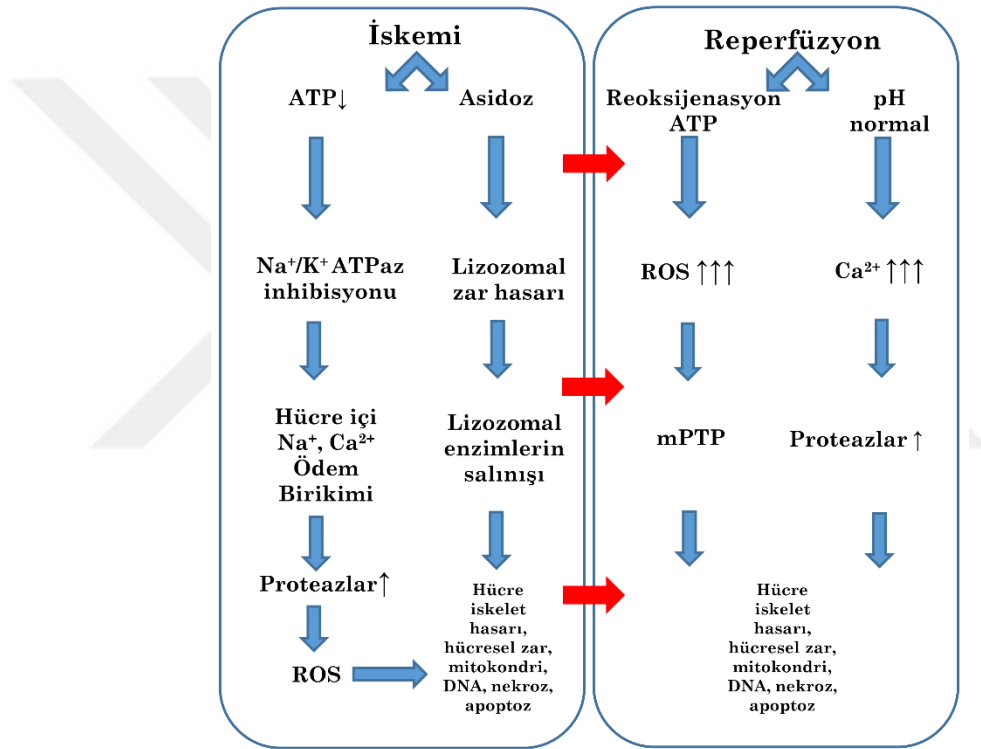 İskemi
ATP↓
Asidoz
Na⁺/K⁺ ATPaz
inhibisyonu
Lizozomal
zar hasarı
Hücre içi
Na⁺, Ca²⁺
Ödem
Birikimi
Lizozomal
enzimlerin
salınışı
Proteazlar↑
ROS
Hücre
iskelet
hasarı,
hücresel zar,
mitokondri,
DNA, nekroz,
apoptoz
Reperfüzyon
Reoksijenasyon
ATP
pH
normal
ROS ↑↑↑
Ca²⁺ ↑↑↑
mPTP
Proteazlar ↑
Hücre
iskelet
hasarı,
hücresel zar,
mitokondri,
DNA, nekroz,
apoptoz